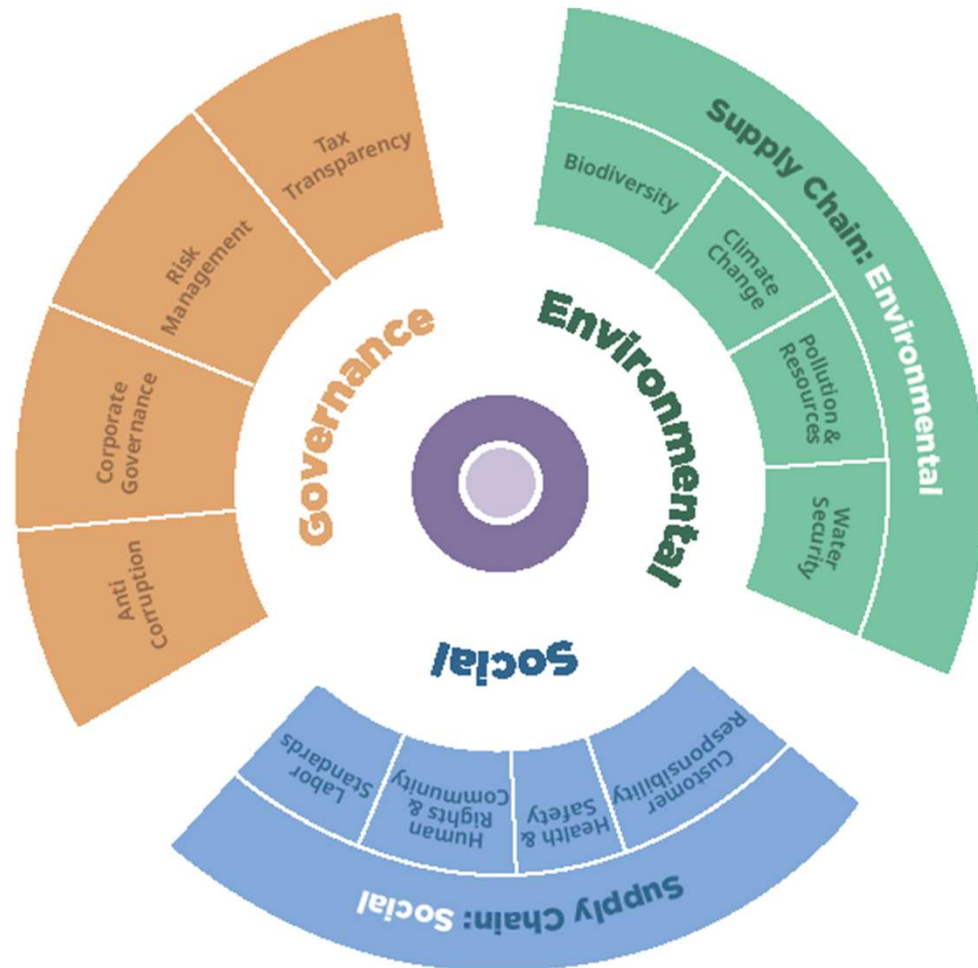 Tax
Transparency
Risk
Management
Corporate
Governance
Anti
Corruption
Governance
Supply Chain: Environmental
Biodiversity
Climate
Change
Pollution &
Resources
Water
Security
Environmental
Social
Customer
Responsibility
Health &
Safety
Human
Rights &
Community
Labor
Standards
Supply Chain: Social